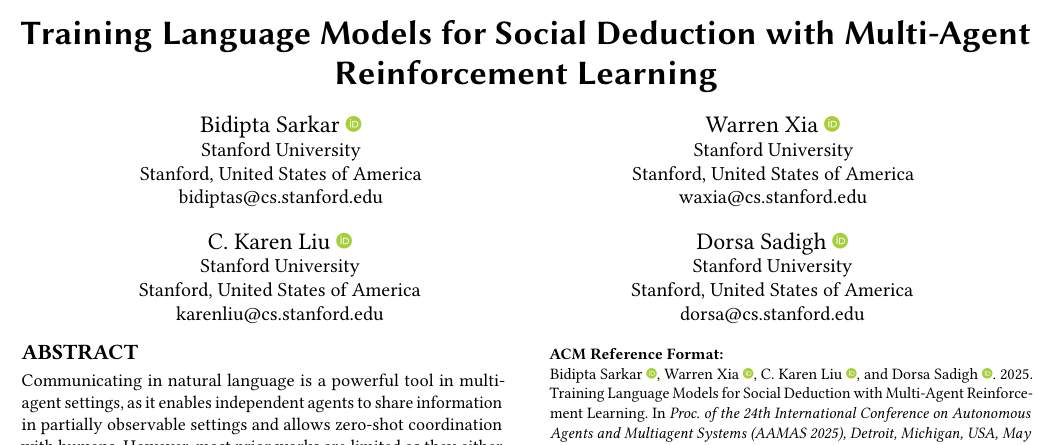 Training Language Models for Social Deduction with Multi-Agent
Reinforcement Learning
Bidipta Sarkar
Stanford University
Stanford, United States of America
bidiptas@cs.stanford.edu
Warren Xia
Stanford University
Stanford, United States of America
waxia@cs.stanford.edu
C. Karen Liu
Stanford University
Stanford, United States of America
karenliu@cs.stanford.edu
Dorsa Sadigh
Stanford University
Stanford, United States of America
dorsa@cs.stanford.edu
ABSTRACT
Communicating in natural language is a powerful tool in multi-
agent settings, as it enables independent agents to share information
in partially observable settings and allows zero-shot coordination
with humans. However, most prior works are limited as they either
ACM Reference Format:
Bidipta Sarkar, Warren Xia, C. Karen Liu, and Dorsa Sadigh. 2025.
Training Language Models for Social Deduction with Multi-Agent Reinforce-
ment Learning. In Proc. of the 24th International Conference on Autonomous
Agents and Multiagent Systems (AAMAS 2025), Detroit, Michigan, USA, May